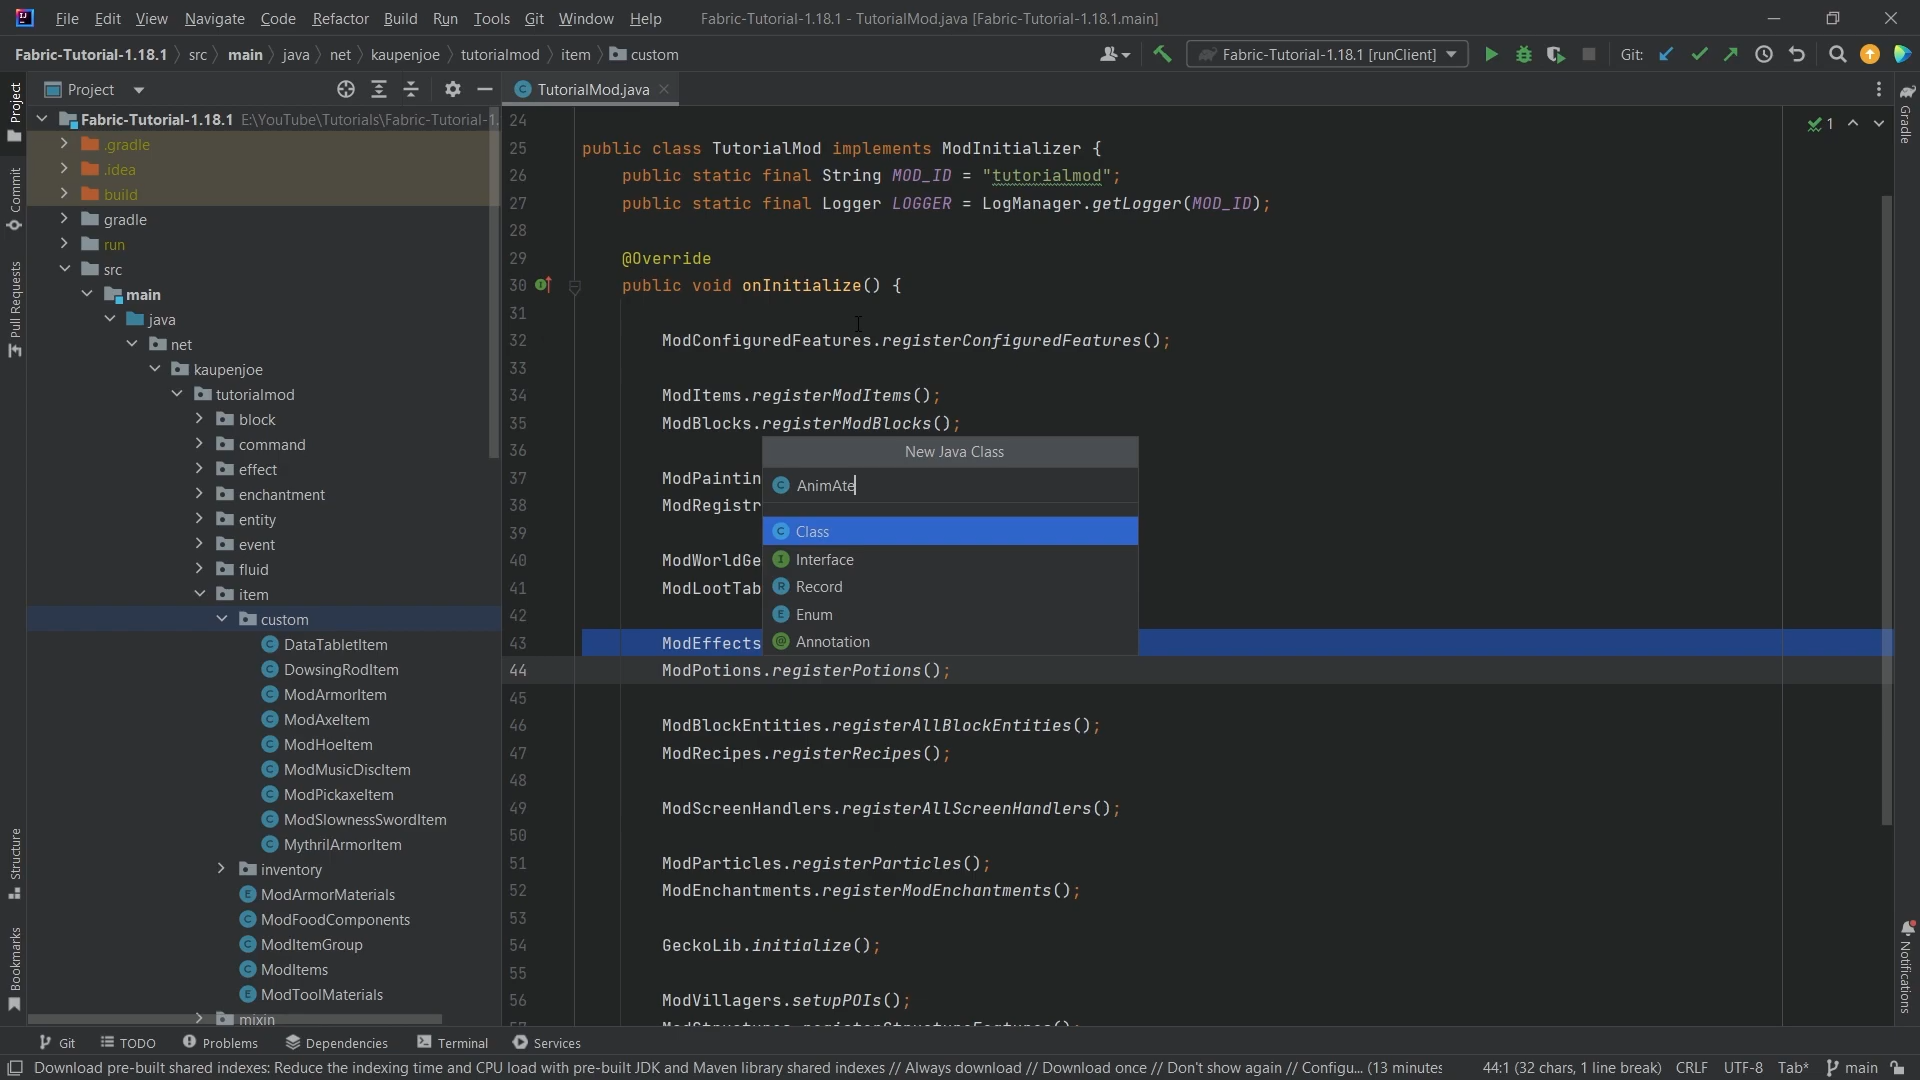 File Edit View Navigate Code Refactor Build Run Tools Git Window Help Fabric-Tutorial-1.18.1 - TutorialMod.java [Fabric-Tutorial-1.18.1.main]
Fabric-Tutorial-1.18.1 src main java net kaupenjoe tutorialmod item custom Fabric-Tutorial-1.18.1 [runClient] Git:
Project
TutorialMod.java
Project
Commit
Pull Requests
Structure
Bookmarks
Fabric-Tutorial-1.18.1 E:\YouTube\Tutorials\Fabric-Tutorial-1.
.gradle
.idea
build
gradle
run
src
main
java
net
kaupenjoe
tutorialmod
block
command
effect
enchantment
entity
event
fluid
item
custom
DataTabletItem
DowsingRodItem
ModArmorItem
ModAxeItem
ModHoeItem
ModMusicDiscItem
ModPickaxeItem
ModSlownessSwordItem
MythrilArmorItem
inventory
ModArmorMaterials
ModFoodComponents
ModItemGroup
ModItems
ModToolMaterials
mixin
24
25 public class TutorialMod implements ModInitializer {
26 public static final String MOD_ID = "tutorialmod";
27 public static final Logger LOGGER = LogManager.getLogger(MOD_ID);
28
29 @Override
30 public void onInitialize() {
31
32 ModConfiguredFeatures.registerConfiguredFeatures();
33
34 ModItems.registerModItems();
35 ModBlocks.registerModBlocks();
36
37 ModPaintin
38 ModRegistr
39
40 ModWorldGe
41 ModLootTab
42
43 ModEffects
44 ModPotions.registerPotions();
45
46 ModBlockEntities.registerAllBlockEntities();
47 ModRecipes.registerRecipes();
48
49 ModScreenHandlers.registerAllScreenHandlers();
50
51 ModParticles.registerParticles();
52 ModEnchantments.registerModEnchantments();
53
54 GeckoLib.initialize();
55
56 ModVillagers.setupPOIs();
57 ModStructures.registerStructureFeatures();
New Java Class
AnimAte
Class
Interface
Record
Enum
Annotation
1
Gradle
Notifications
Git TODO Problems Dependencies Terminal Services
Download pre-built shared indexes: Reduce the indexing time and CPU load with pre-built JDK and Maven library shared indexes // Always download // Download once // Don't show again // Configu... (13 minutes 44:1 (32 chars, 1 line break) CRLF UTF-8 Tab* main